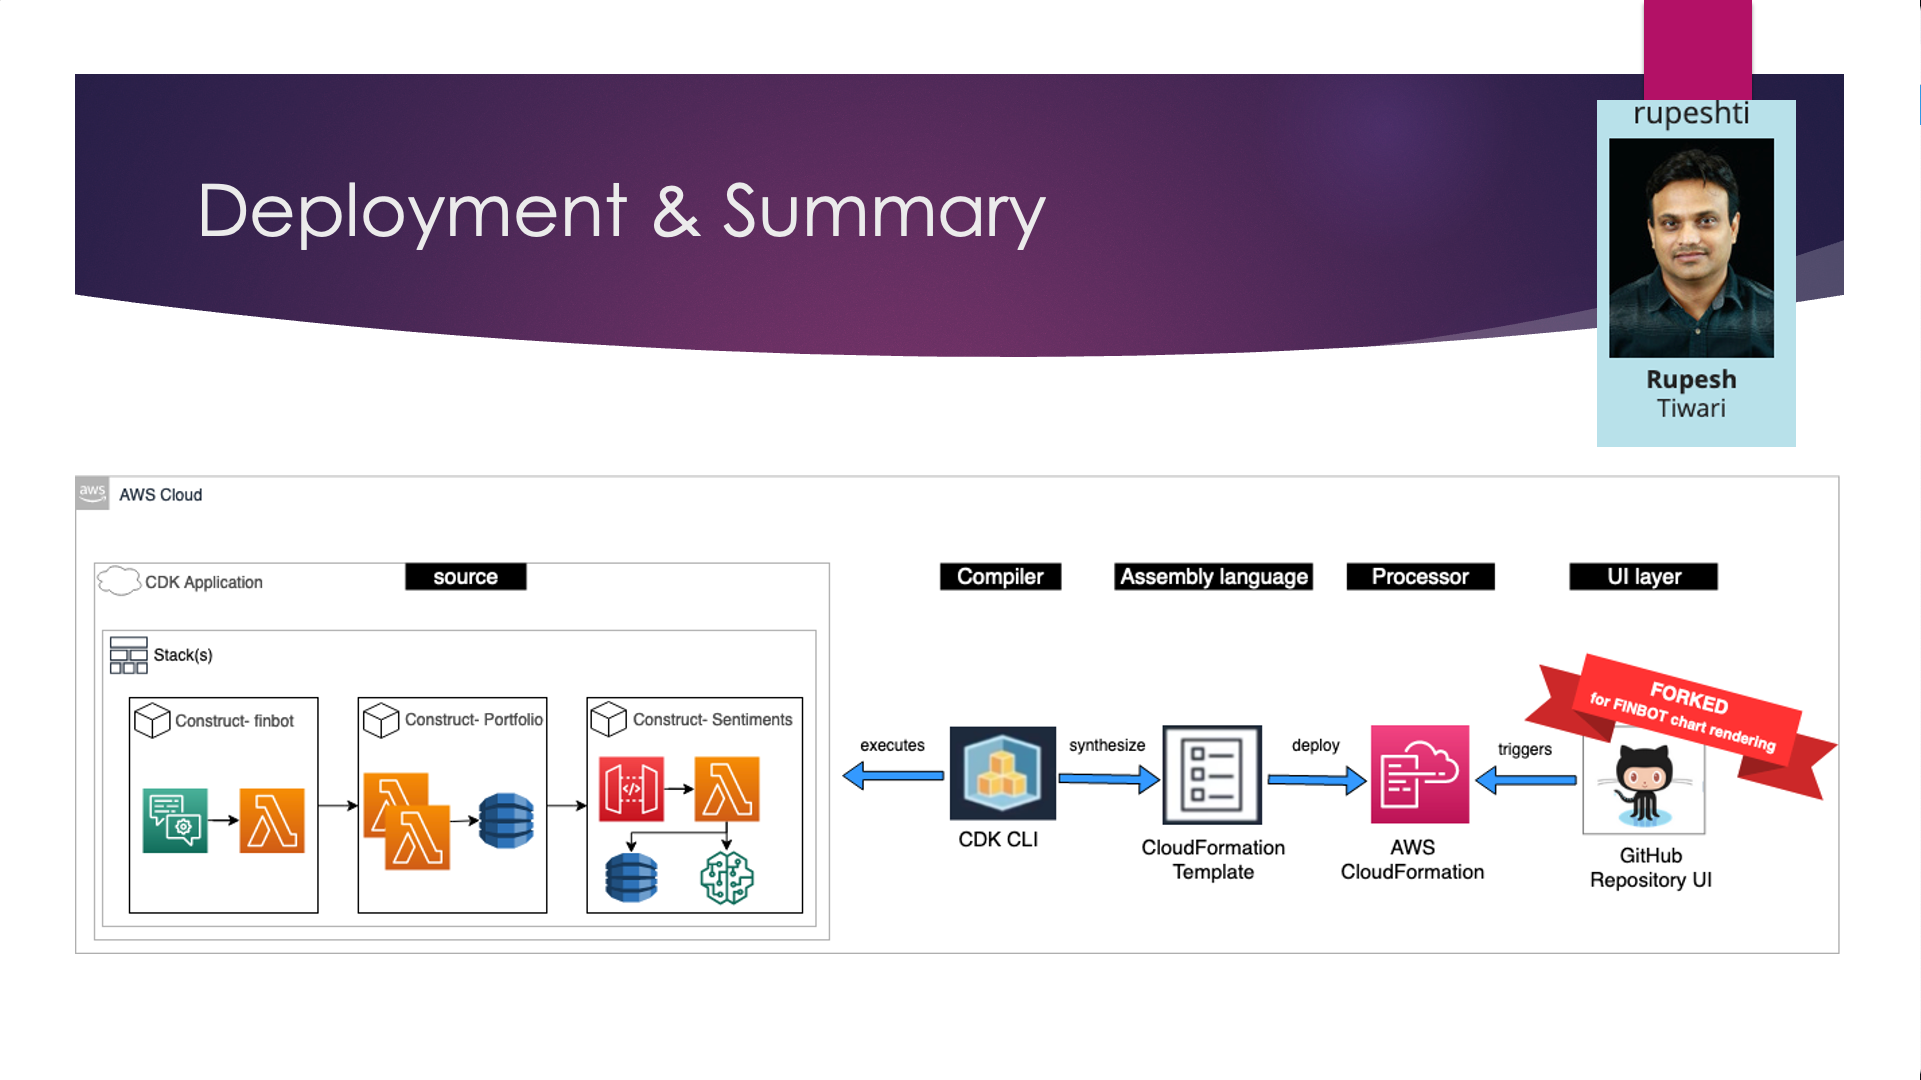 rupeshti
Deployment & Summary
Rupesh
Tiwari
aws
AWS Cloud
CDK Application
source
Compiler
Assembly language
Processor
UI layer
Stack(s)
Construct- finbot
Construct- Portfolio
Construct- Sentiments
</>
executes
synthesize
deploy
triggers
FORKED
for FINBOT chart rendering
CDK CLI
CloudFormation
Template
AWS
CloudFormation
GitHub
Repository UI